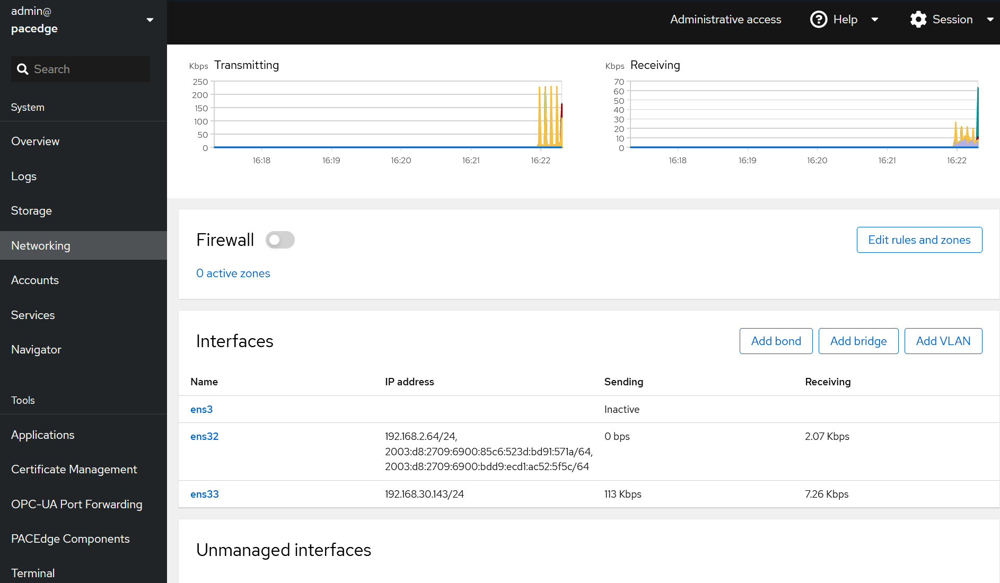 admin@
pacedge
Administrative access
Help
Session
Search
System
Overview
Logs
Storage
Networking
Accounts
Services
Navigator
Tools
Applications
Certificate Management
OPC-UA Port Forwarding
PACEdge Components
Terminal
Kbps Transmitting
250
200
150
100
50
0
16:18 16:19 16:20 16:21 16:22
Kbps Receiving
70
60
50
40
30
20
10
0
16:18 16:19 16:20 16:21 16:22
Firewall
Edit rules and zones
0 active zones
Interfaces
Add bond Add bridge Add VLAN
Name IP address Sending Receiving
ens3 Inactive
ens32 192.168.2.64/24, 0 bps 2.07 Kbps
2003:d8:2709:6900:85c6:523d:bd91:571a/64,
2003:d8:2709:6900:bdd9:ecd1:ac52:5f5c/64
ens33 192.168.30.143/24 113 Kbps 7.26 Kbps
Unmanaged interfaces